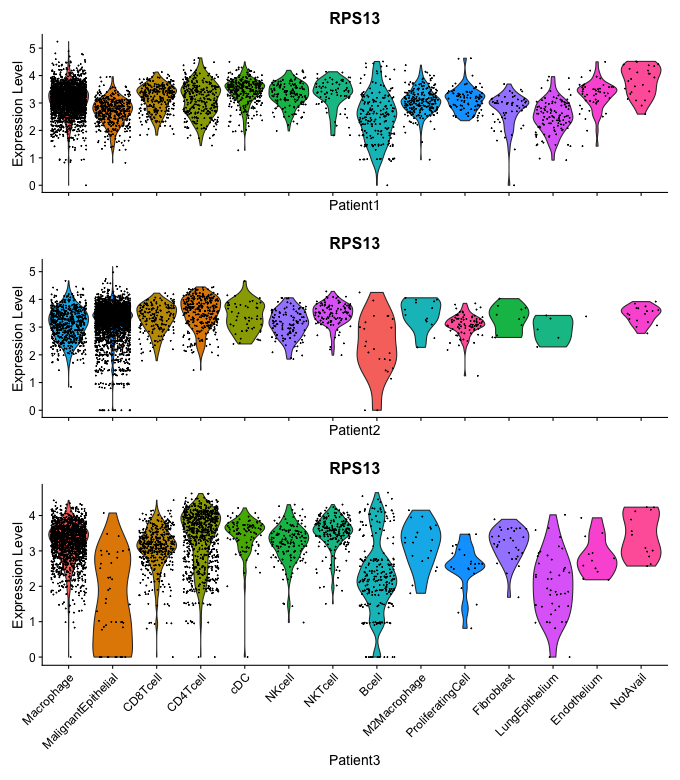 RPS13
Expression Level
5
4
3
2
1
0
Patient1
RPS13
Expression Level
5
4
3
2
1
0
Patient2
RPS13
Expression Level
4
3
2
1
0
Macrophage
MalignantEpithelial
CD8Tcell
CD4Tcell
cDC
NKcell
NKTcell
Bcell
M2Macrophage
ProliferatingCell
Fibroblast
LungEpithelium
Endothelium
NotAvail
Patient3